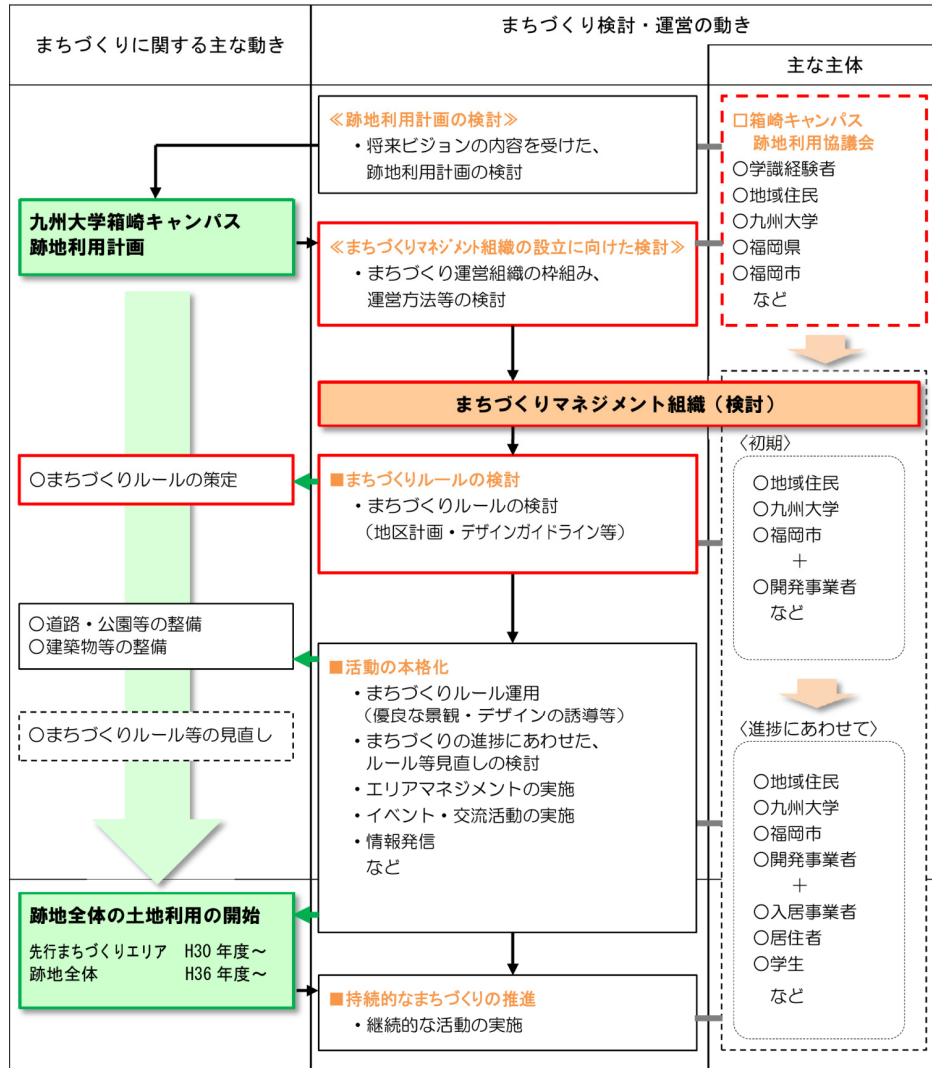 まちづくりに関する主な動き
まちづくり検討・運営の動き
主な主体
≪跡地利用計画の検討≫
・将来ビジョンの内容を受けた、
跡地利用計画の検討
□箱崎キャンパス
跡地利用協議会
○学識経験者
○地域住民
○九州大学
○福岡県
○福岡市
など
九州大学箱崎キャンパス
跡地利用計画
≪まちづくりマネジメント組織の設立に向けた検討≫
・まちづくり運営組織の枠組み、
運営方法等の検討
まちづくりマネジメント組織（検討）
〈初期〉
○地域住民
○九州大学
○福岡市
＋
○開発事業者
など
○まちづくりルールの策定
■まちづくりルールの検討
・まちづくりルールの検討
（地区計画・デザインガイドライン等）
○道路・公園等の整備
○建築物等の整備
○まちづくりルール等の見直し
■活動の本格化
・まちづくりルール運用
（優良な景観・デザインの誘導等）
・まちづくりの進捗にあわせた、
ルール等見直しの検討
・エリアマネジメントの実施
・イベント・交流活動の実施
・情報発信
など
〈進捗にあわせて〉
○地域住民
○九州大学
○福岡市
○開発事業者
＋
○入居事業者
○居住者
○学生
など
跡地全体の土地利用の開始
先行まちづくりエリア H30 年度～
跡地全体 H36 年度～
■持続的なまちづくりの推進
・継続的な活動の実施